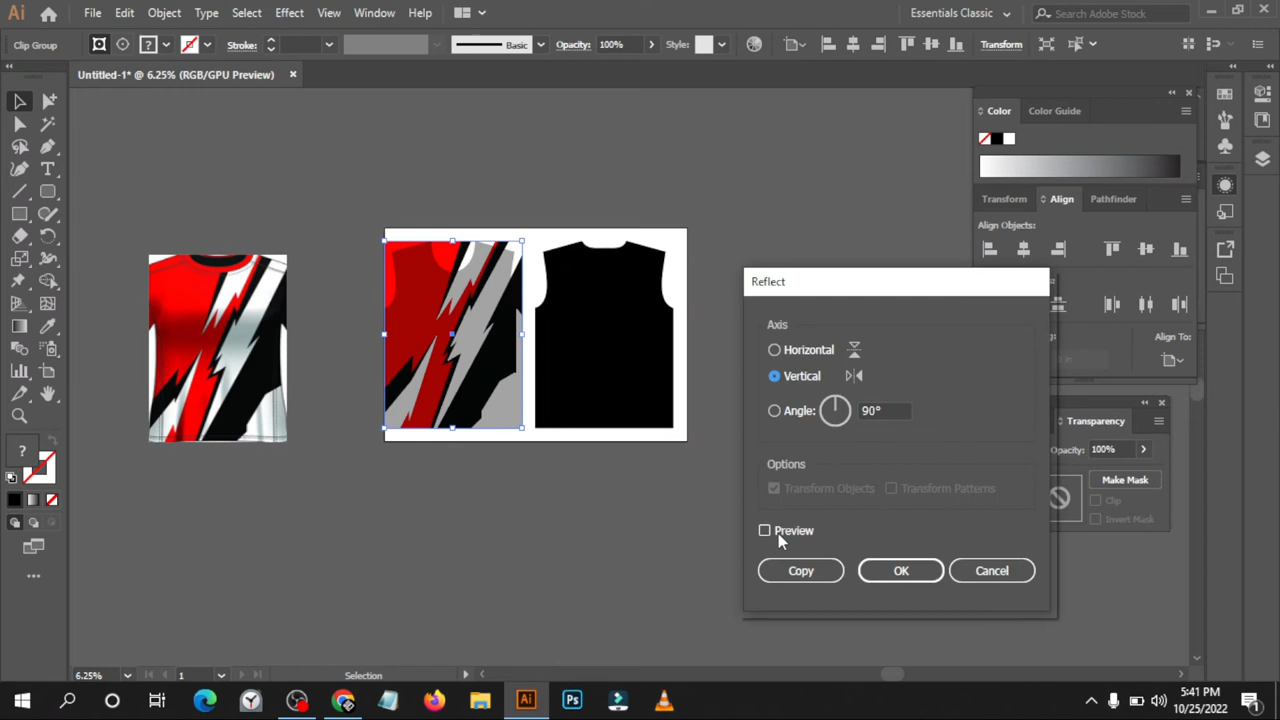 Ai File Edit Object Type Select Effect View Window Help Essentials Classic Search Adobe Stock
Clip Group ? Stroke: Basic Opacity: 100% Style: Transform
Untitled-1* @ 6.25% (RGB/GPU Preview)
Color Color Guide
Transform Align Pathfinder
Align Objects:
Reflect
Axis
Horizontal
Vertical
Angle: 90°
Options
Transform Objects Transform Patterns
Preview
Copy OK Cancel
Align To:
Transparency
Opacity: 100%
Make Mask
Clip
Invert Mask
?
6.25% 1 Selection
Ai Ps
5:41 PM
10/25/2022
1